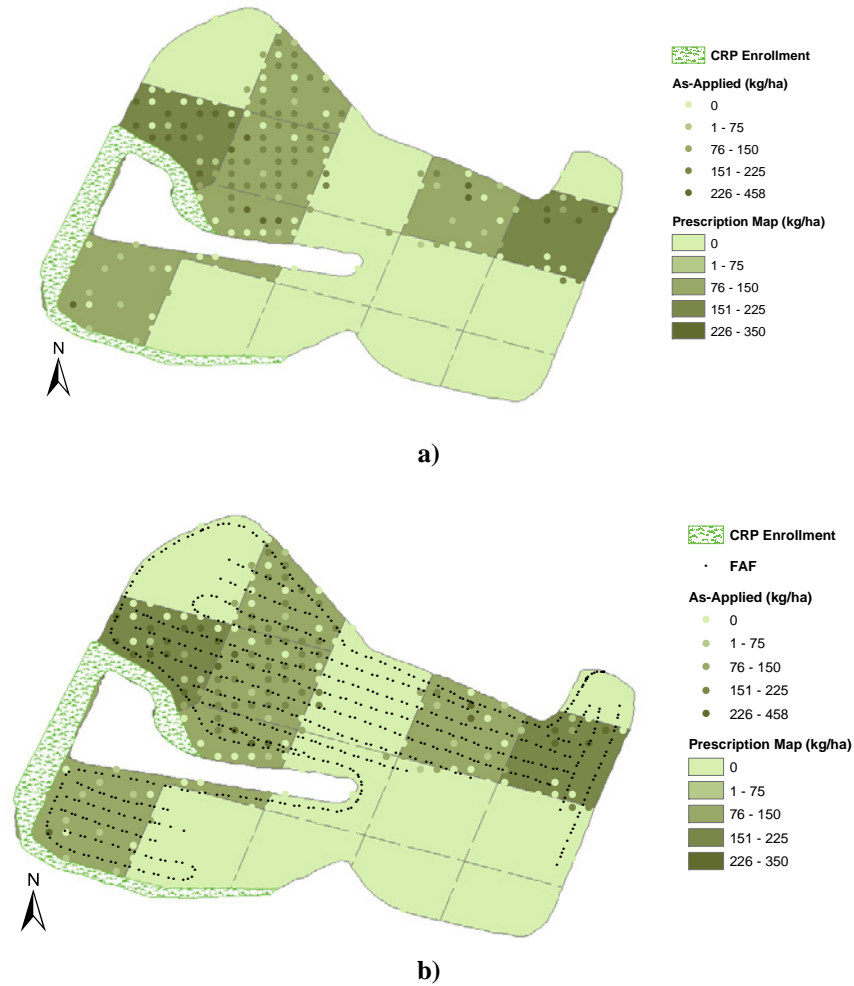 CRP Enrollment
As-Applied (kg/ha)
0
1 - 75
76 - 150
151 - 225
226 - 458
Prescription Map (kg/ha)
0
1 - 75
76 - 150
151 - 225
226 - 350
N
a)
CRP Enrollment
FAF
As-Applied (kg/ha)
0
1 - 75
76 - 150
151 - 225
226 - 458
Prescription Map (kg/ha)
0
1 - 75
76 - 150
151 - 225
226 - 350
N
b)